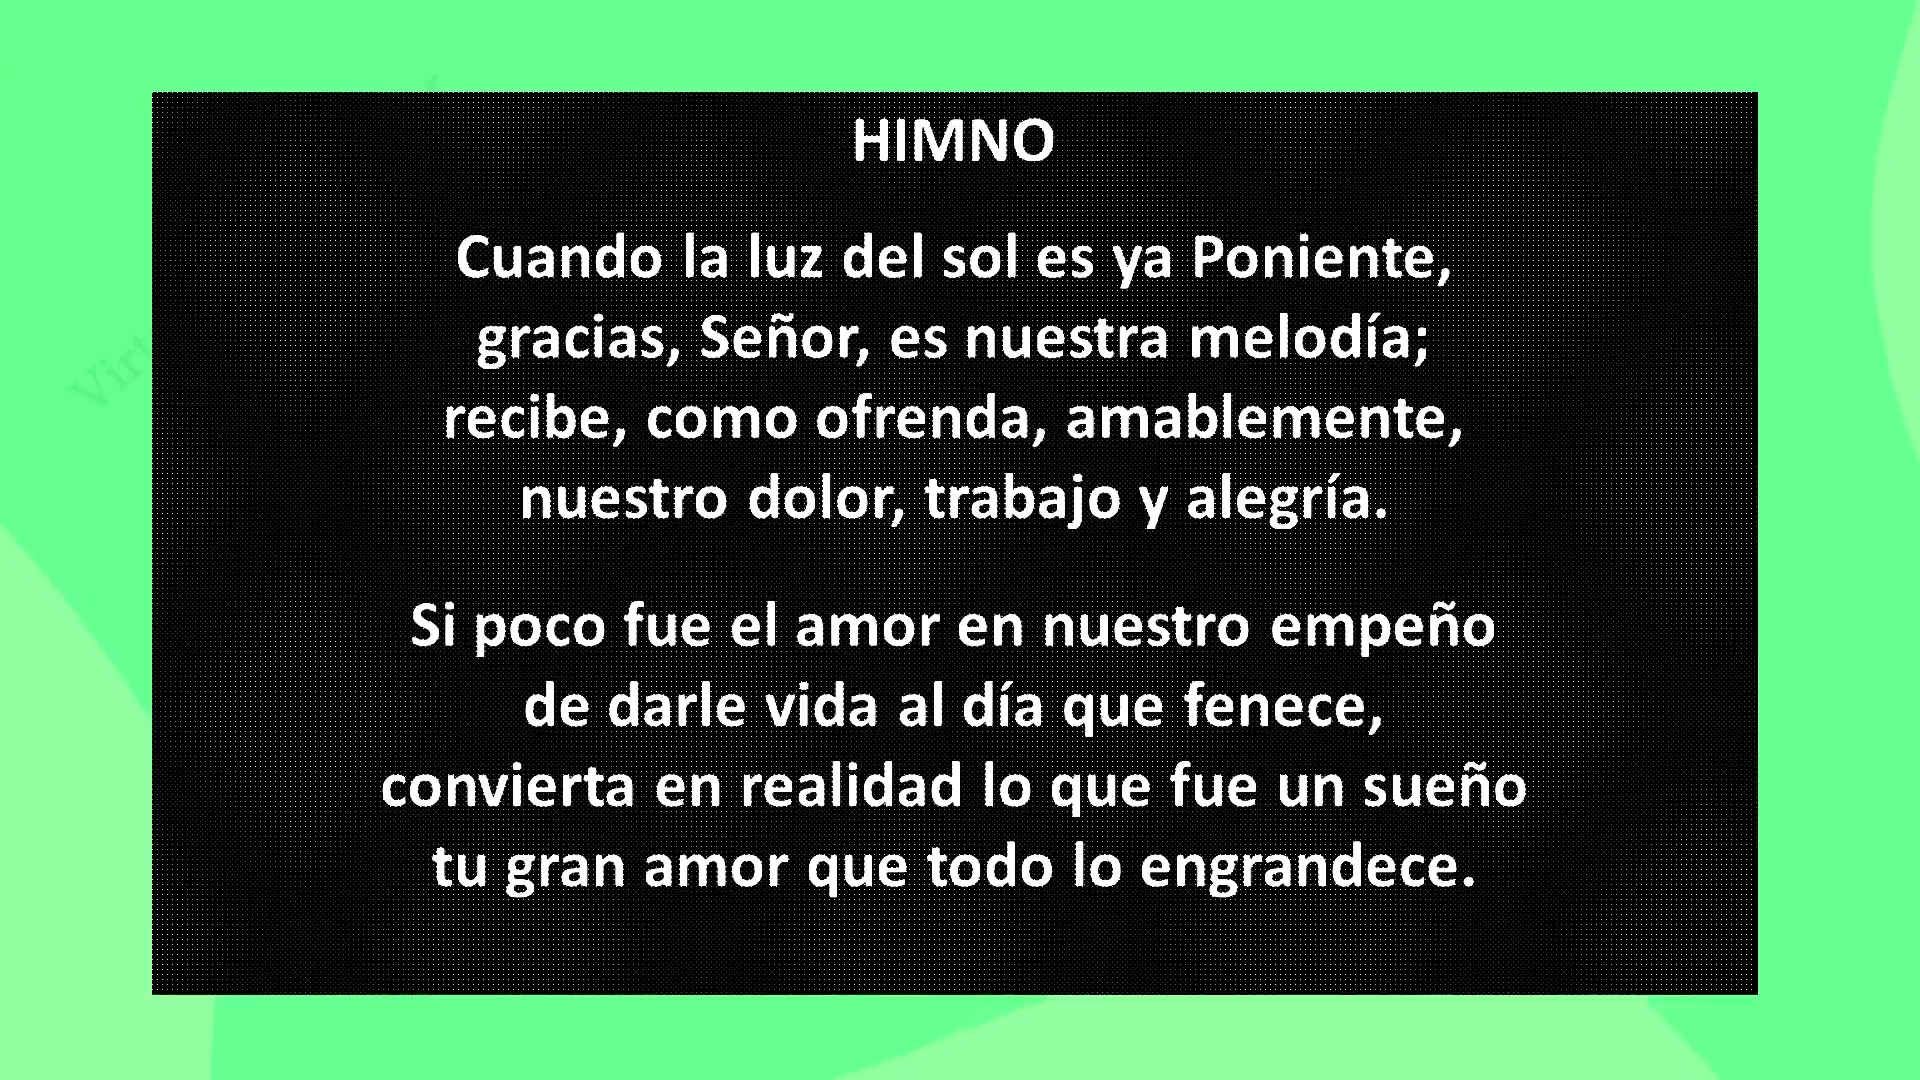 HIMNO
Cuando la luz del sol es ya Poniente,
gracias, Señor, es nuestra melodía;
recibe, como ofrenda, amablemente,
nuestro dolor, trabajo y alegría.
Si poco fue el amor en nuestro empeño
de darle vida al día que fenece,
convierta en realidad lo que fue un sueño
tu gran amor que todo lo engrandece.